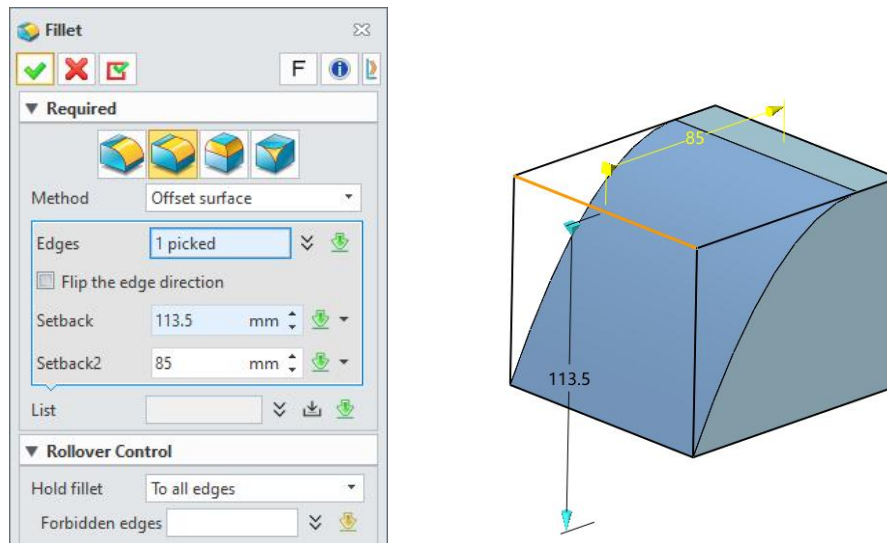 Fillet
F
Required
Method Offset surface
Edges 1 picked
Flip the edge direction
Setback 113.5 mm
Setback2 85 mm
List
Rollover Control
Hold fillet To all edges
Forbidden edges
85
113.5